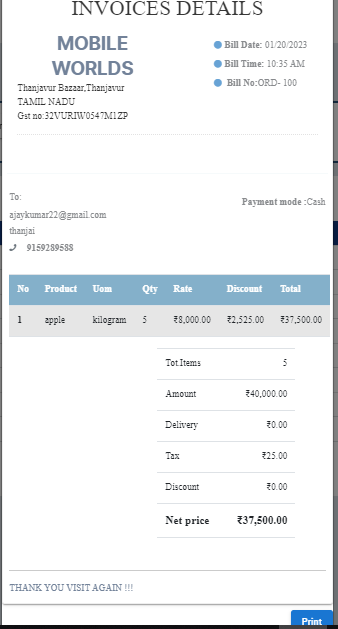 INVOICES DETAILS
MOBILE
WORLDS
Thanjavur Bazaar,Thanjavur
TAMIL NADU
Gst no:32VURIW0547M1ZP
Bill Date: 01/20/2023
Bill Time: 10:35 AM
Bill No:ORD- 100
To:
ajaykumar22@gmail.com
thanjai
9159289588
Payment mode :Cash
No Product Uom Qty Rate Discount Total
1 apple kilogram 5 ₹8,000.00 ₹2,525.00 ₹37,500.00
Tot.Items 5
Amount ₹40,000.00
Delivery ₹0.00
Tax ₹25.00
Discount ₹0.00
Net price ₹37,500.00
THANK YOU VISIT AGAIN !!!
Print